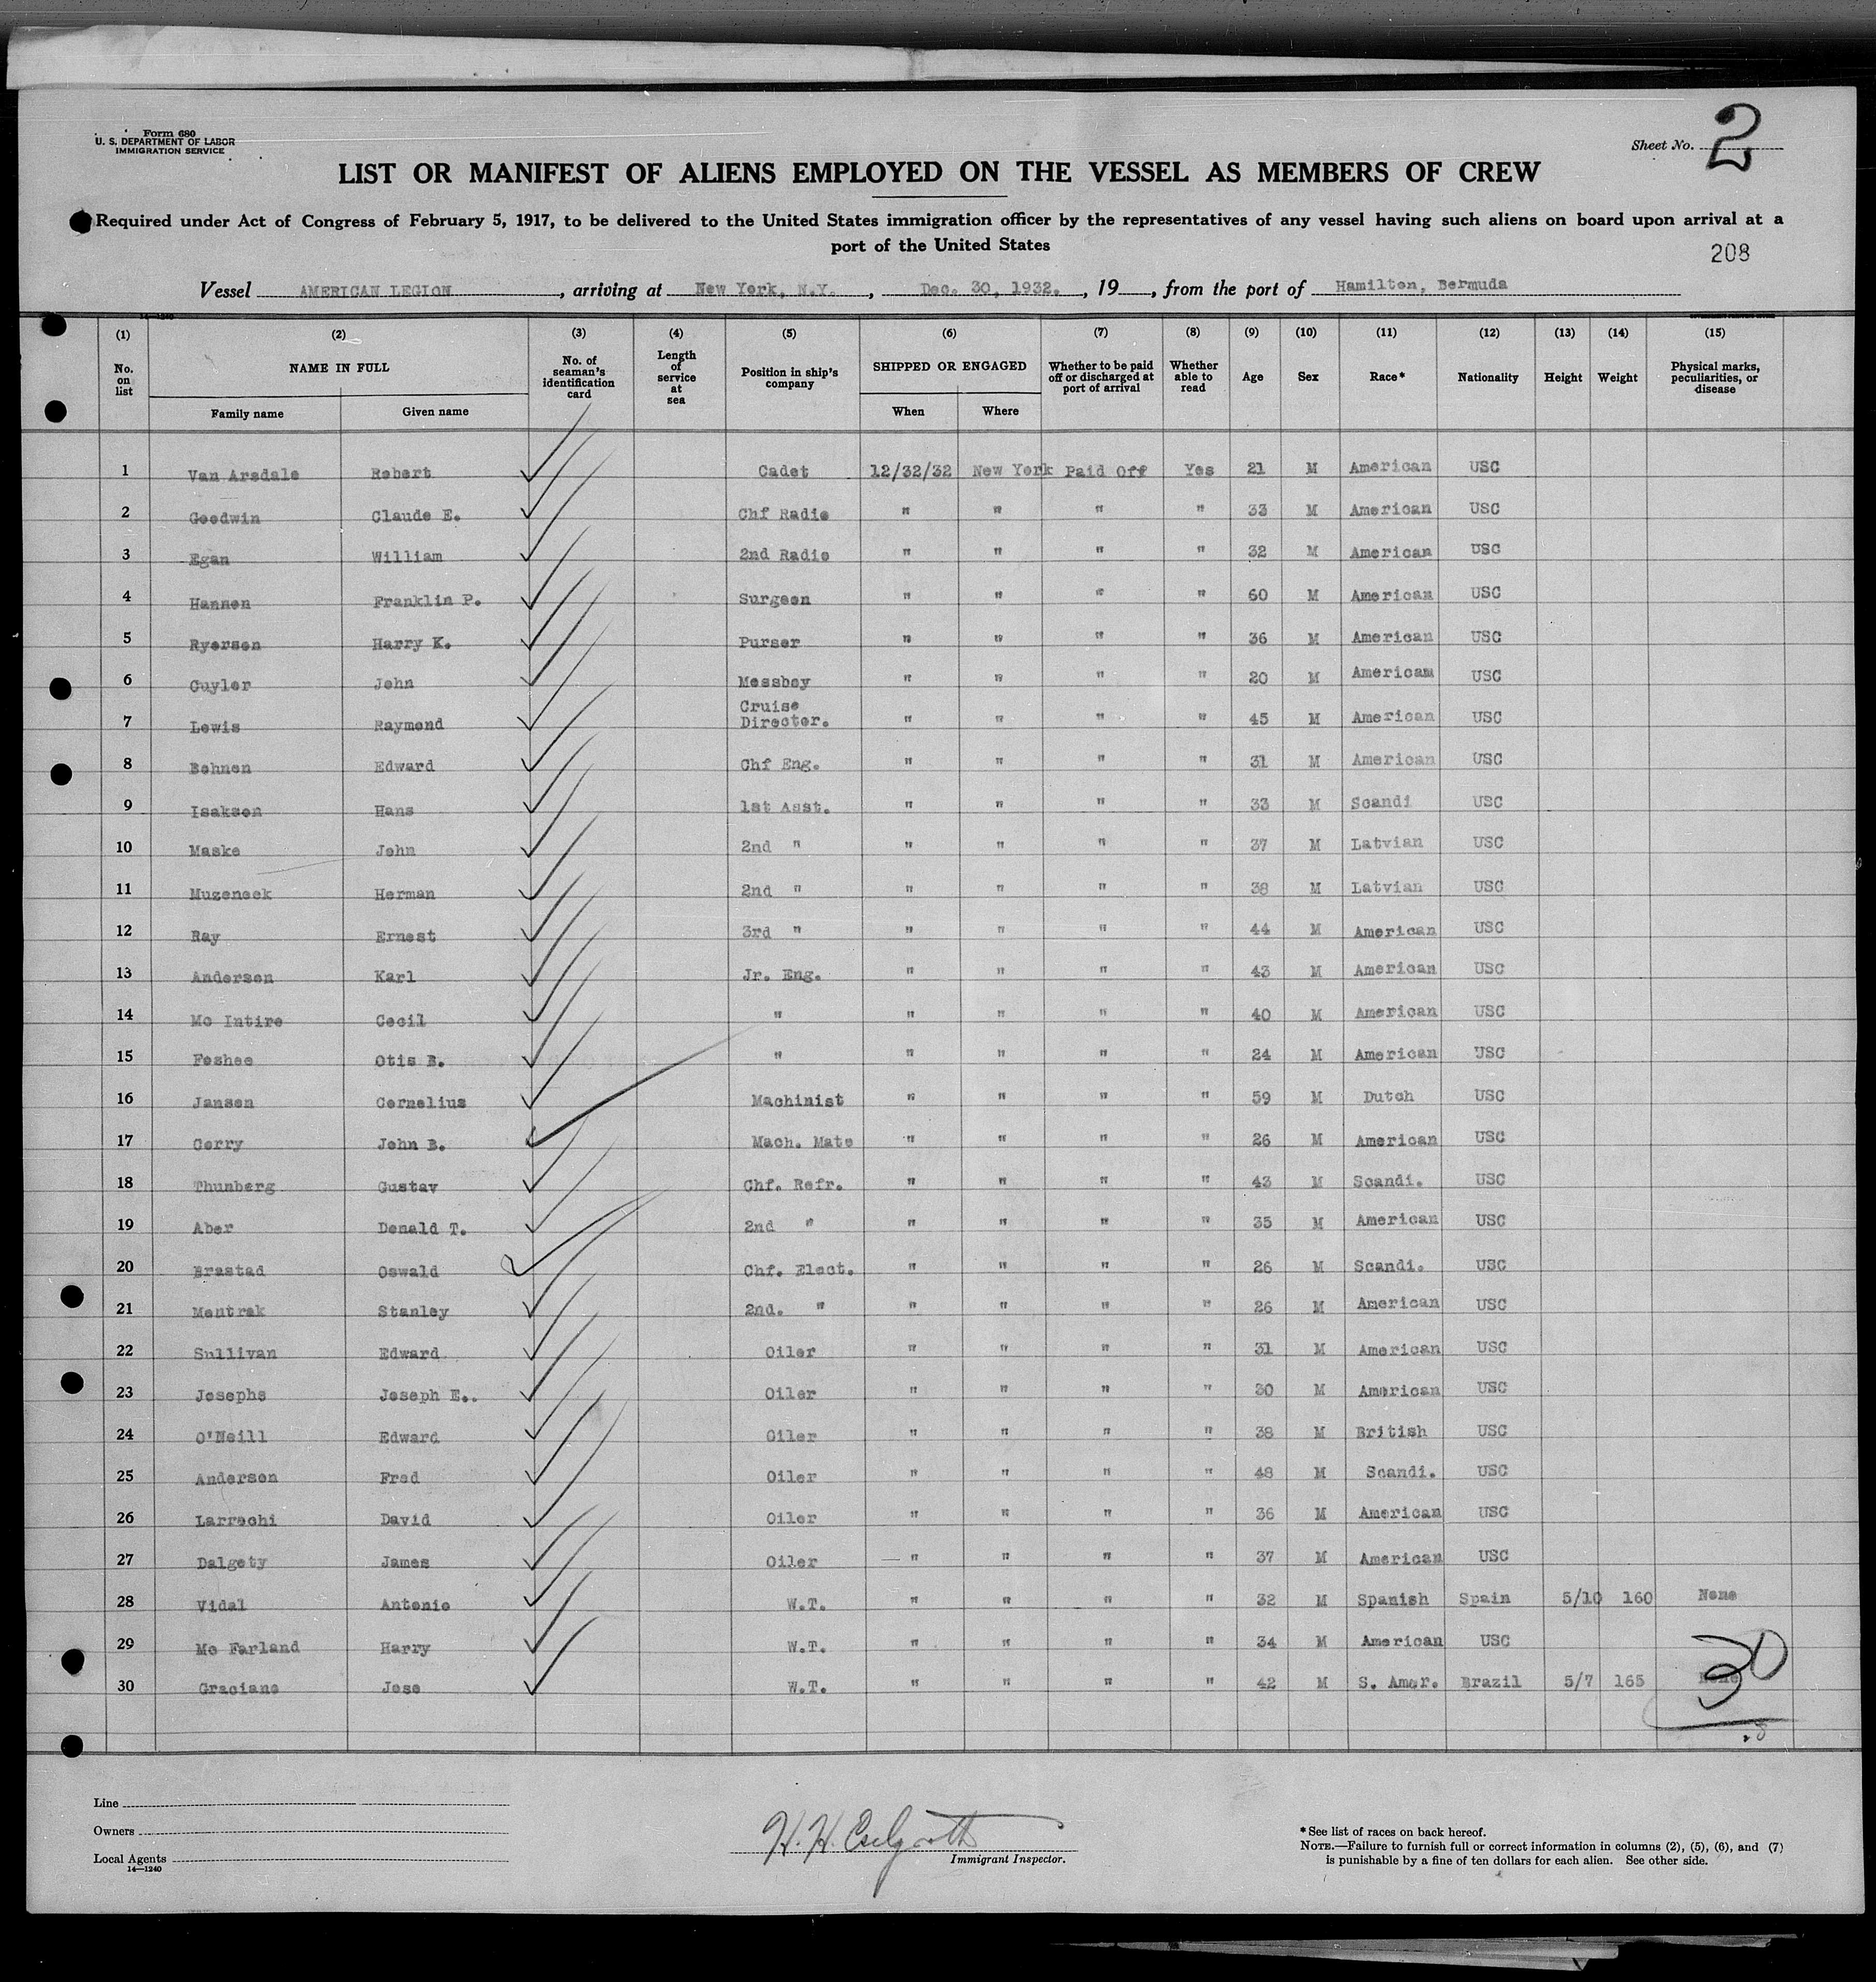 Form 680
U. S. DEPARTMENT OF LABOR
IMMIGRATION SERVICE
Sheet No. 2
LIST OR MANIFEST OF ALIENS EMPLOYED ON THE VESSEL AS MEMBERS OF CREW
Required under Act of Congress of February 5, 1917, to be delivered to the United States immigration officer by the representatives of any vessel having such aliens on board upon arrival at a
port of the United States
208
Vessel AMERICAN LEGION, arriving at New York, N.Y., Dec. 30, 1932., 19, from the port of Hamilton, Bermuda
(1) (2) (3) (4) (5) (6) (7) (8) (9) (10) (11) (12) (13) (14) (15)
No. on list NAME IN FULL Family name Given name No. of seaman's identification card Length of service at sea Position in ship's company SHIPPED OR ENGAGED When Where Whether to be paid off or discharged at port of arrival Whether able to read Age Sex Race* Nationality Height Weight Physical marks, peculiarities, or disease
1 Van Arsdale Robert Cadet 12/32/32 New York Paid Off Yes 21 M American USC
2 Goodwin Claude E. Chf Radio " " " " 33 M American USC
3 Egan William 2nd Radio " " " " 32 M American USC
4 Hannon Franklin P. Surgeon " " " " 60 M American USC
5 Ryerson Harry K. Purser " " " " 36 M American USC
6 Cuyler John Messboy " " " " 20 M Americam USC
7 Lewis Raymond Cruise Director. " " " " 45 M American USC
8 Bohnen Edward Chf Eng. " " " " 31 M American USC
9 Isakson Hans 1st Asst. " " " " 33 M Scandi USC
10 Maske John 2nd " " " " " 37 M Latvian USC
11 Muzeneek Herman 2nd " " " " " 38 M Latvian USC
12 Ray Ernest 3rd " " " " " 44 M American USC
13 Anderson Karl Jr. Eng. " " " " 43 M American USC
14 Mc Intire Cecil " " " " " 40 M American USC
15 Foshee Otis B. " " " " " 24 M American USC
16 Jansen Cornelius Machinist " " " " 59 M Dutch USC
17 Gerry John B. Mach. Mate " " " " 26 M American USC
18 Thunberg Gustav Chf. Refr. " " " " 43 M Scandi. USC
19 Aber Donald T. 2nd " " " " " 35 M American USC
20 Brastad Oswald Chf. Elect. " " " " 26 M Scandi. USC
21 Mentrak Stanley 2nd. " " " " " 26 M American USC
22 Sullivan Edward Oiler " " " " 31 M American USC
23 Josephs Joseph E.. Oiler " " " " 30 M American USC
24 O'Neill Edward Oiler " " " " 38 M British USC
25 Anderson Fred Oiler " " " " 48 M Scandi. USC
26 Larrachi David Oiler " " " " 36 M American USC
27 Dalgety James Oiler " " " " 37 M American USC
28 Vidal Antonio W.T. " " " " 32 M Spanish Spain 5/10 160 None
29 Mc Farland Harry W.T. " " " " 34 M American USC
30 Graciano Jose W.T. " " " " 42 M S. Amer. Brazil 5/7 165 None
30
Line
Owners
Local Agents
14—1240
Immigrant Inspector.
*See list of races on back hereof.
NOTE.—Failure to furnish full or correct information in columns (2), (5), (6), and (7)
is punishable by a fine of ten dollars for each alien. See other side.